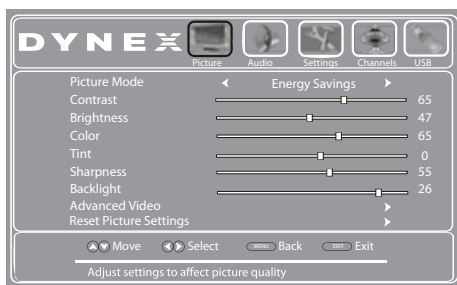 DYNEX
Picture Audio Settings Channels USB
Picture Mode Energy Savings
Contrast 65
Brightness 47
Color 65
Tint 0
Sharpness 55
Backlight 26
Advanced Video
Reset Picture Settings
Move Select MENU Back EXIT Exit
Adjust settings to affect picture quality